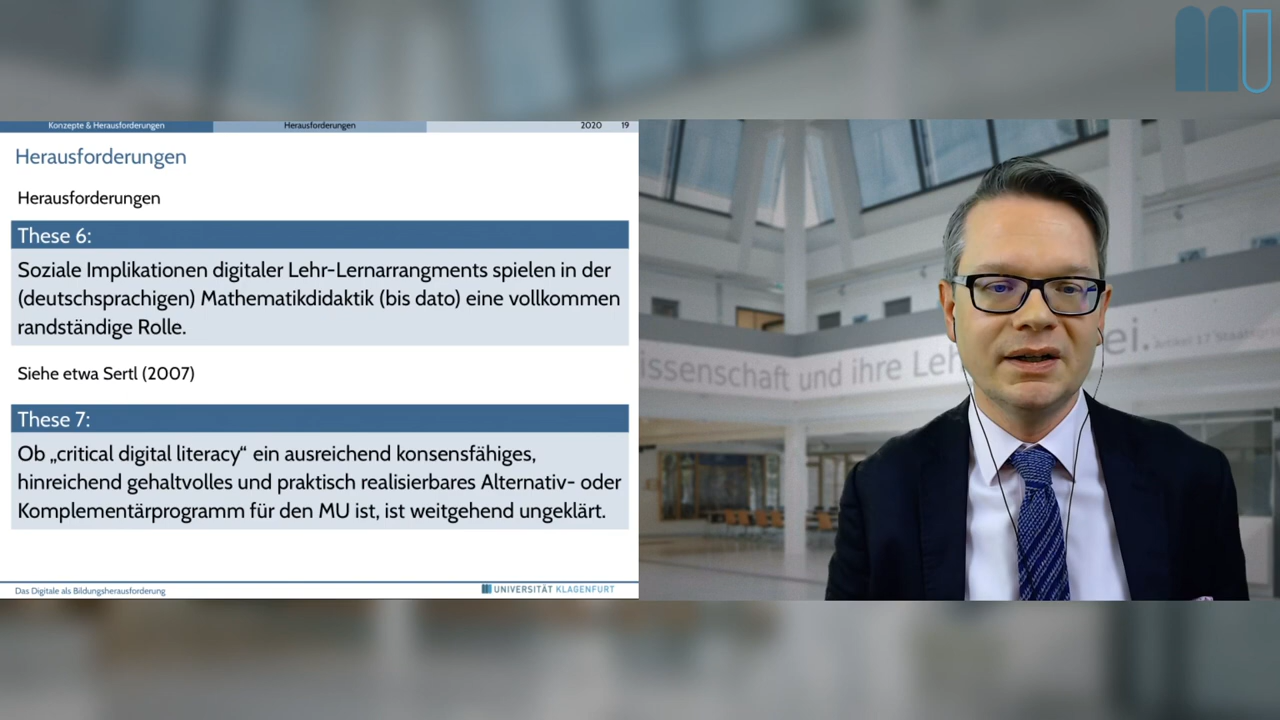 Konzepte & Herausforderungen
Herausforderungen
2020 19
Herausforderungen
Herausforderungen
These 6:
Soziale Implikationen digitaler Lehr-Lernarrangments spielen in der
(deutschsprachigen) Mathematikdidaktik (bis dato) eine vollkommen
randständige Rolle.
Siehe etwa Sertl (2007)
These 7:
Ob „critical digital literacy“ ein ausreichend konsensfähiges,
hinreichend gehaltvolles und praktisch realisierbares Alternativ- oder
Komplementärprogramm für den MU ist, ist weitgehend ungeklärt.
Das Digitale als Bildungsherausforderung
UNIVERSITÄT KLAGENFURT
issenschaft und ihre Leh
ei. Artikel 17
MU